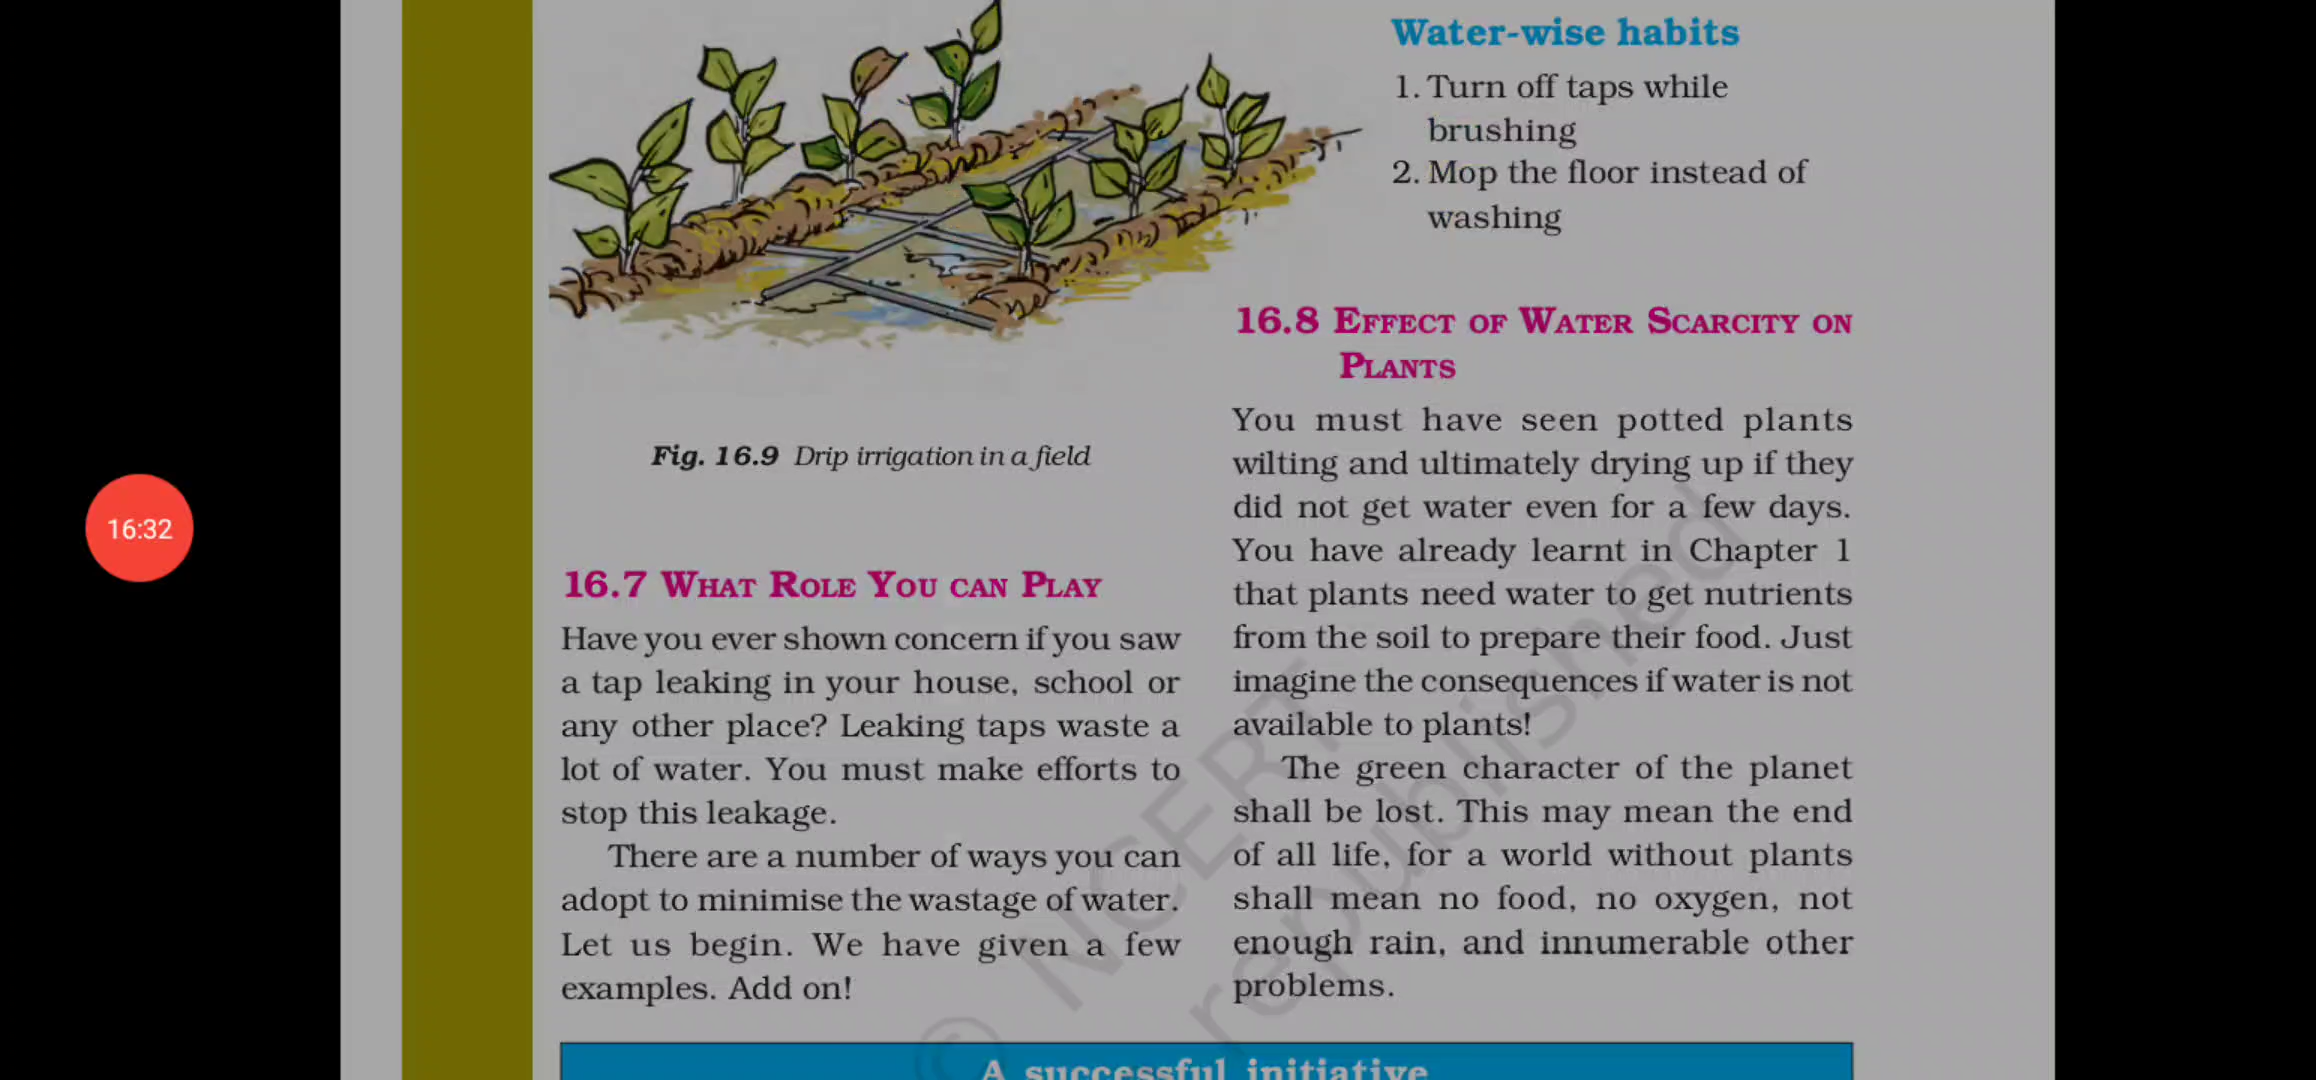 Water-wise habits
1. Turn off taps while
brushing
2. Mop the floor instead of
washing
Fig. 16.9 Drip irrigation in a field
16.7 WHAT ROLE YOU CAN PLAY
Have you ever shown concern if you saw
a tap leaking in your house, school or
any other place? Leaking taps waste a
lot of water. You must make efforts to
stop this leakage.
There are a number of ways you can
adopt to minimise the wastage of water.
Let us begin. We have given a few
examples. Add on!
16.8 EFFECT OF WATER SCARCITY ON
PLANTS
You must have seen potted plants
wilting and ultimately drying up if they
did not get water even for a few days.
You have already learnt in Chapter 1
that plants need water to get nutrients
from the soil to prepare their food. Just
imagine the consequences if water is not
available to plants!
The green character of the planet
shall be lost. This may mean the end
of all life, for a world without plants
shall mean no food, no oxygen, not
enough rain, and innumerable other
problems.
A successful initiative
16:32
© NCERT
republished